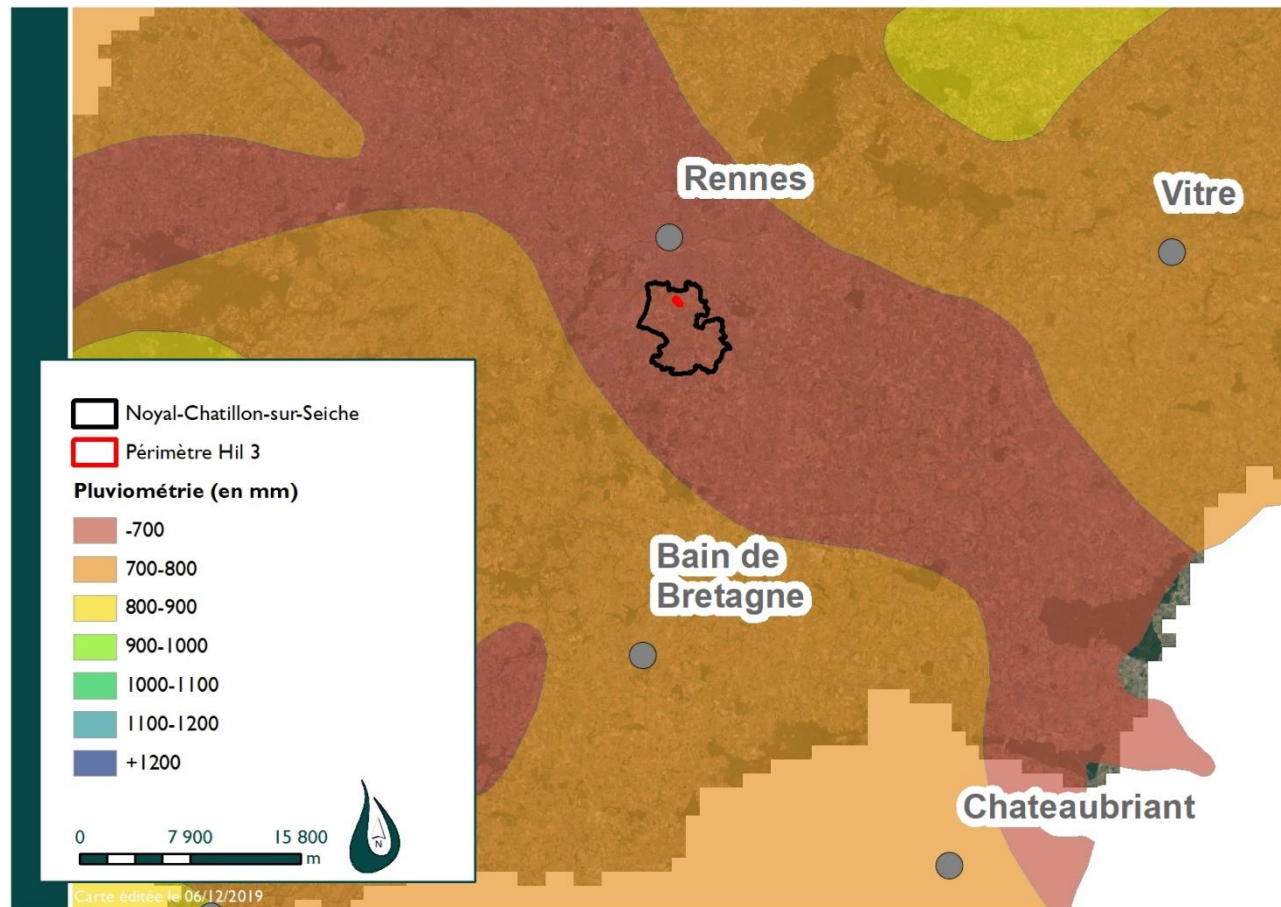 Rennes
Vitre
Noyal-Chatillon-sur-Seiche
Périmètre Hil 3
Pluviométrie (en mm)
-700
700-800
800-900
900-1000
1000-1100
1100-1200
+1200
0 7 900 15 800
m
N
Bain de
Bretagne
Chateaubriant
Carte éditée le 06/12/2019